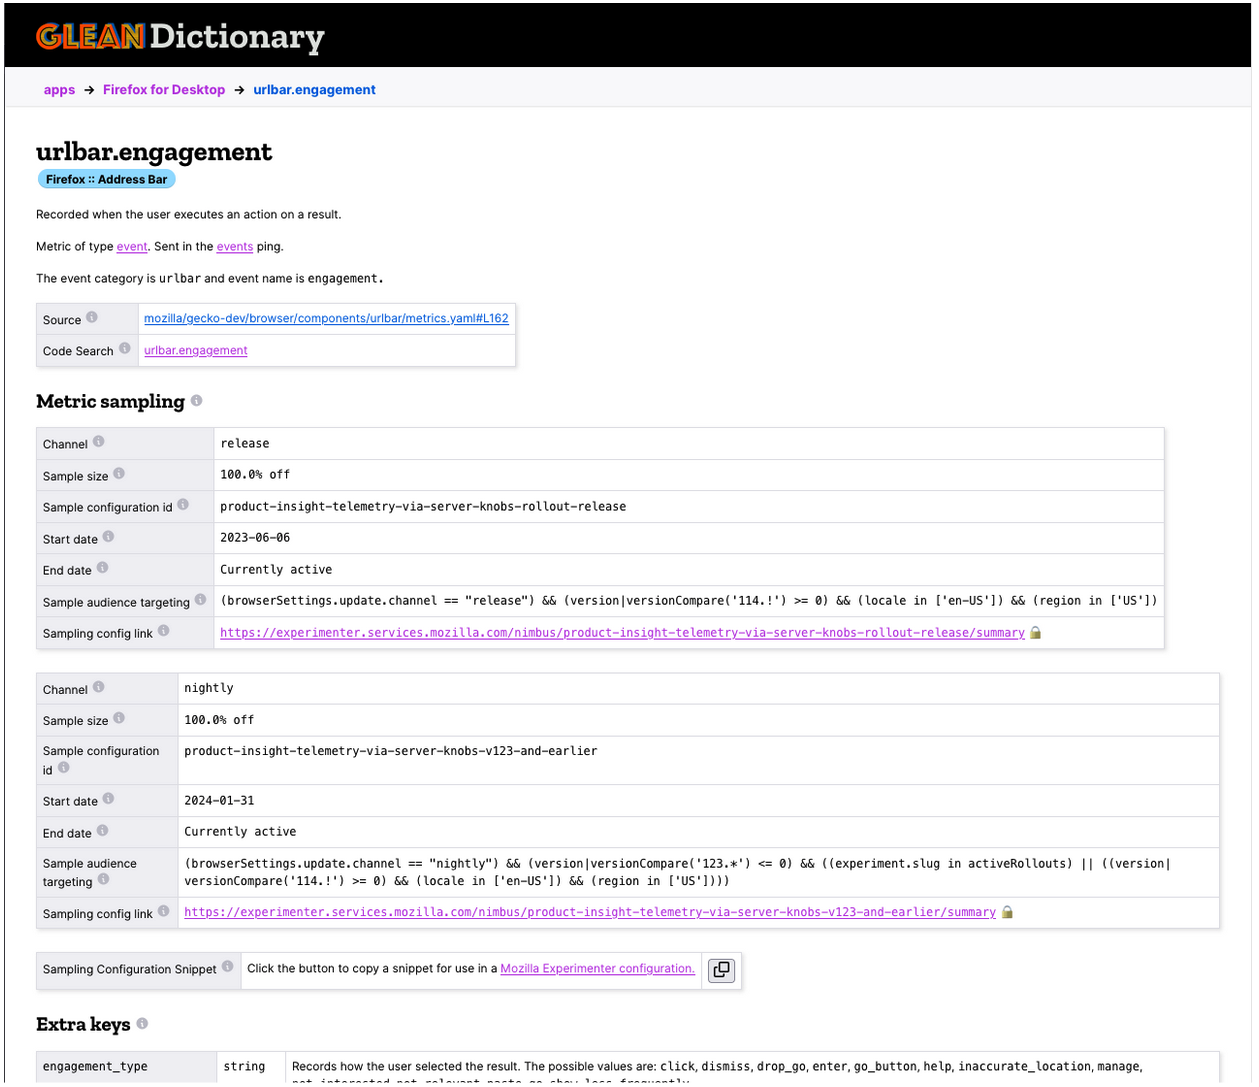 GLEAN Dictionary
apps → Firefox for Desktop → urlbar.engagement
urlbar.engagement
Firefox :: Address Bar
Recorded when the user executes an action on a result.
Metric of type event. Sent in the events ping.
The event category is urlbar and event name is engagement.
Source mozilla/gecko-dev/browser/components/urlbar/metrics.yaml#L162
Code Search urlbar.engagement
Metric sampling
Channel release
Sample size 100.0% off
Sample configuration id product-insight-telemetry-via-server-knobs-rollout-release
Start date 2023-06-06
End date Currently active
Sample audience targeting (browserSettings.update.channel == "release") && (version|versionCompare('114.!') >= 0) && (locale in ['en-US']) && (region in ['US'])
Sampling config link https://experimenter.services.mozilla.com/nimbus/product-insight-telemetry-via-server-knobs-rollout-release/summary
Channel nightly
Sample size 100.0% off
Sample configuration product-insight-telemetry-via-server-knobs-v123-and-earlier
id
Start date 2024-01-31
End date Currently active
Sample audience (browserSettings.update.channel == "nightly") && (version|versionCompare('123.*') <= 0) && ((experiment.slug in activeRollouts) || ((version|
targeting versionCompare('114.!') >= 0) && (locale in ['en-US']) && (region in ['US'])))
Sampling config link https://experimenter.services.mozilla.com/nimbus/product-insight-telemetry-via-server-knobs-v123-and-earlier/summary
Sampling Configuration Snippet Click the button to copy a snippet for use in a Mozilla Experimenter configuration.
Extra keys
engagement_type string Records how the user selected the result. The possible values are: click, dismiss, drop_go, enter, go_button, help, inaccurate_location, manage,